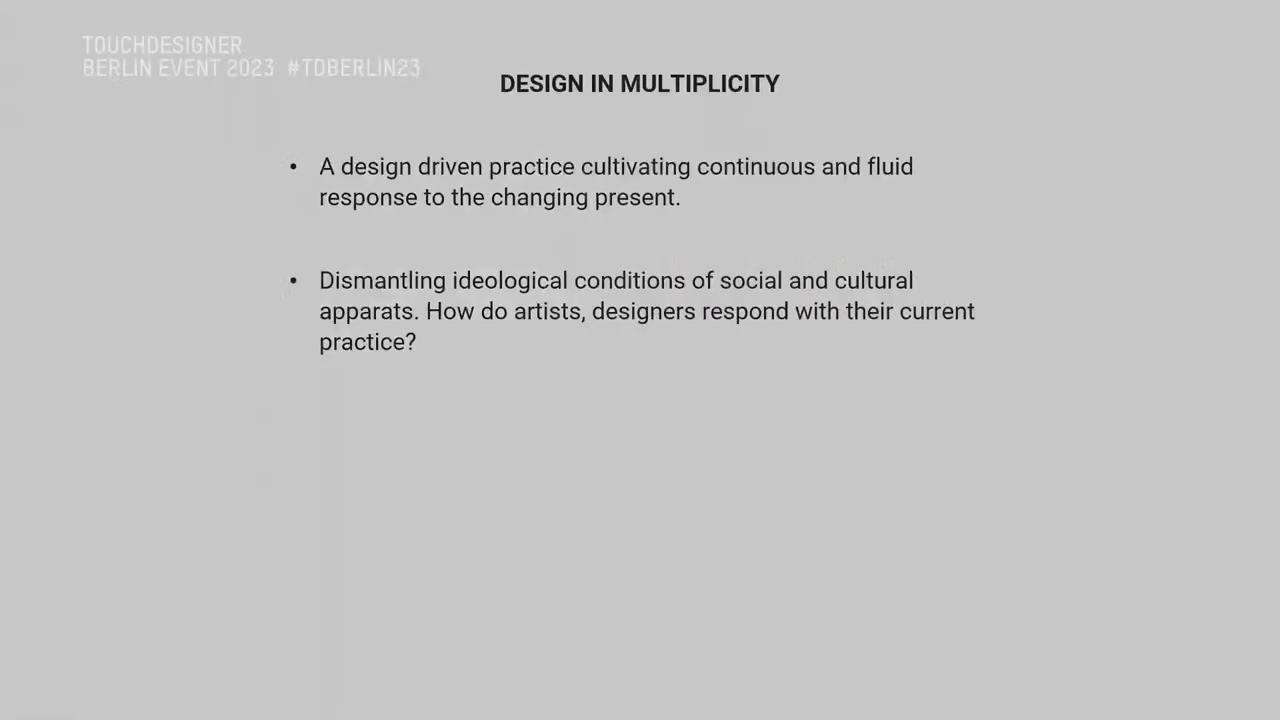 TOUCHDESIGNER
BERLIN EVENT 2023 #TDBERLIN23
DESIGN IN MULTIPLICITY
• A design driven practice cultivating continuous and fluid
response to the changing present.
• Dismantling ideological conditions of social and cultural
apparats. How do artists, designers respond with their current
practice?